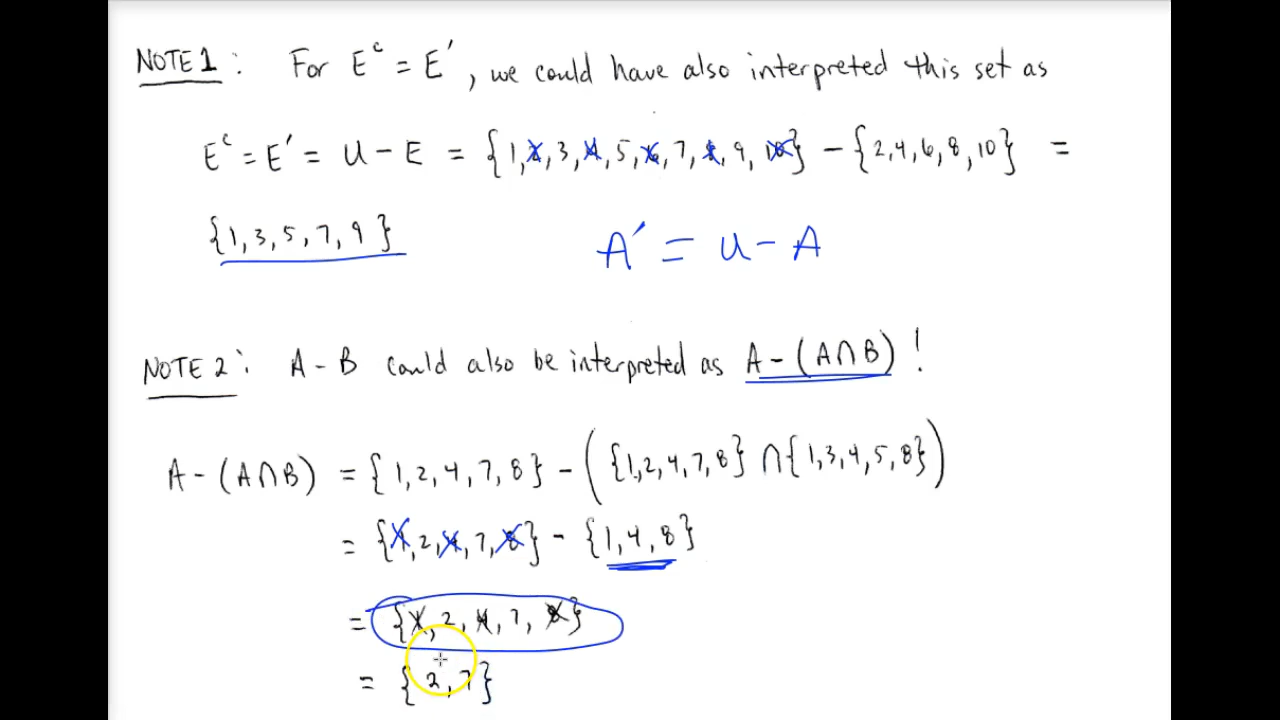 NOTE 1: For Eᶜ = E′, we could have also interpreted this set as
Eᶜ = E′ = U − E = {1, 2, 3, 4, 5, 6, 7, 8, 9, 10} − {2, 4, 6, 8, 10} =
{1, 3, 5, 7, 9}
A′ = U − A
NOTE 2: A − B could also be interpreted as A − (A ∩ B)!
A − (A ∩ B) = {1, 2, 4, 7, 8} − ({1, 2, 4, 7, 8} ∩ {1, 3, 4, 5, 8})
= {1, 2, 4, 7, 8} − {1, 4, 8}
= {1, 2, 4, 7, 8}
= {2, 7}